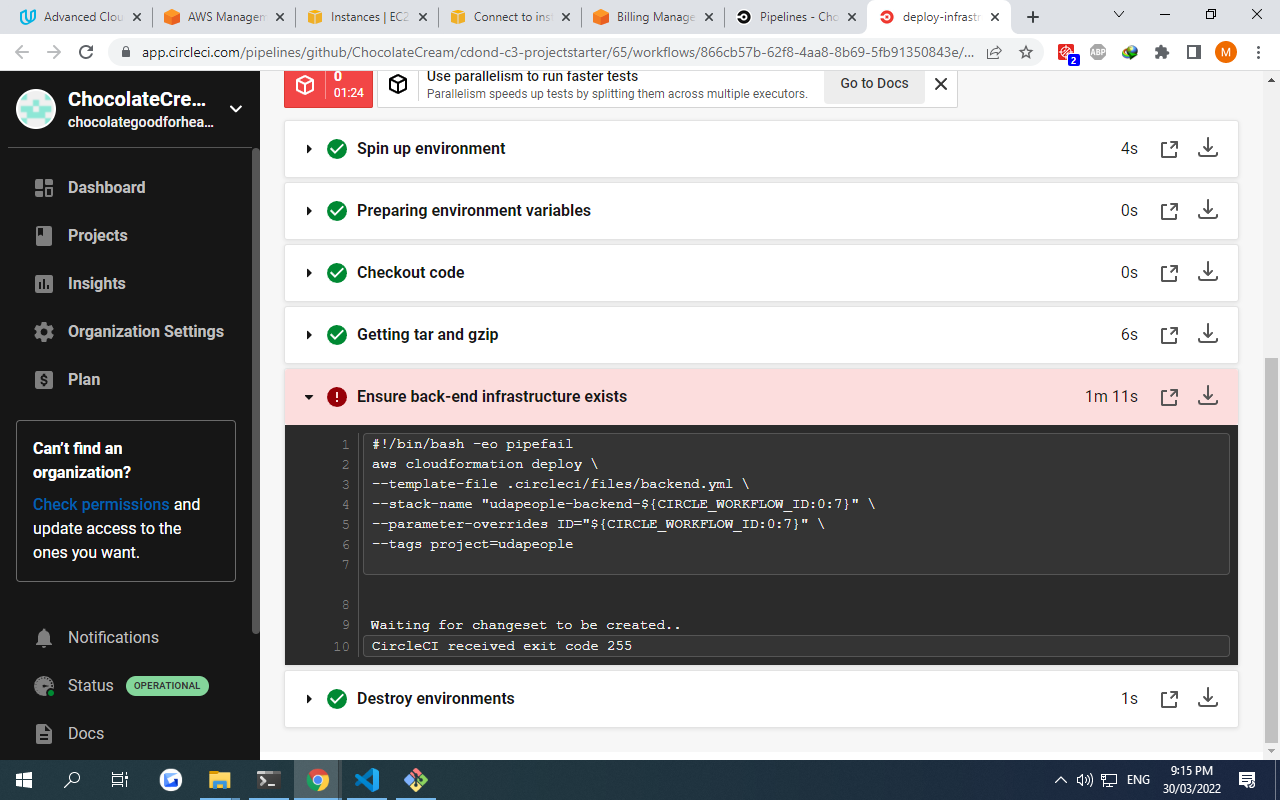 Advanced Clou
AWS Managem
Instances | EC2
Connect to inst
Billing Manage
Pipelines - Cho
deploy-infrastr
app.circleci.com/pipelines/github/ChocolateCream/cdond-c3-projectstarter/65/workflows/866cb57b-62f8-4aa8-8b69-5fb91350843e/...
2
ABP
M
ChocolateCre...
chocolategoodforhea...
Dashboard
Projects
Insights
Organization Settings
Plan
Can't find an
organization?
Check permissions and
update access to the
ones you want.
Notifications
Status OPERATIONAL
Docs
0
01:24
Use parallelism to run faster tests
Parallelism speeds up tests by splitting them across multiple executors.
Go to Docs
Spin up environment 4s
Preparing environment variables 0s
Checkout code 0s
Getting tar and gzip 6s
Ensure back-end infrastructure exists 1m 11s
1 #!/bin/bash -eo pipefail
2 aws cloudformation deploy \
3 --template-file .circleci/files/backend.yml \
4 --stack-name "udapeople-backend-${CIRCLE_WORKFLOW_ID:0:7}" \
5 --parameter-overrides ID="${CIRCLE_WORKFLOW_ID:0:7}" \
6 --tags project=udapeople
7
8
9 Waiting for changeset to be created..
10 CircleCI received exit code 255
Destroy environments 1s
ENG
9:15 PM
30/03/2022